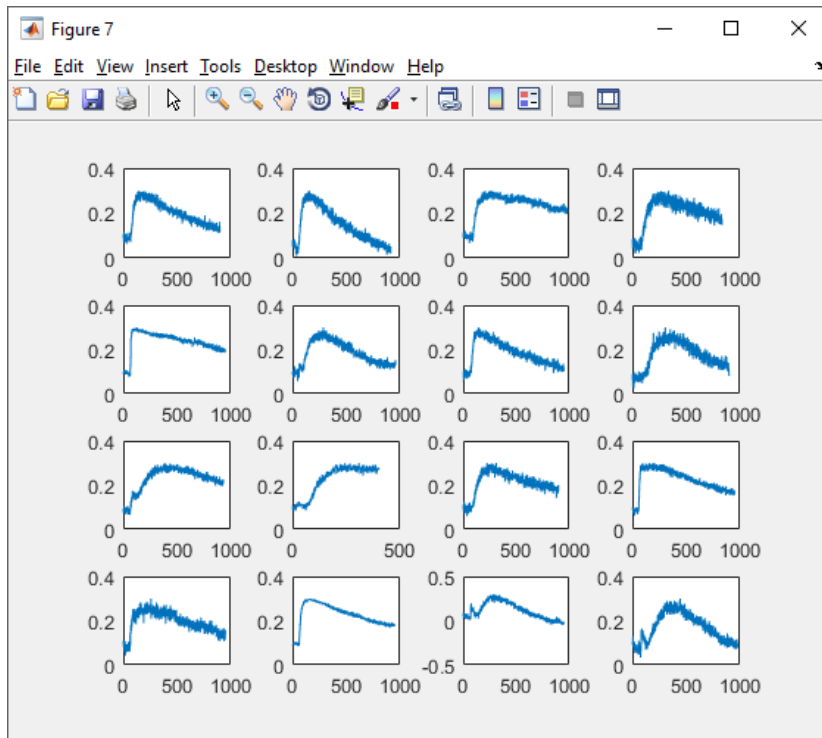 Figure 7
File Edit View Insert Tools Desktop Window Help
0.4 0.4 0.4 0.4
0.2 0.2 0.2 0.2
0 0 0 0
0 500 1000 0 500 1000 0 500 1000 0 500 1000
0.4 0.4 0.4 0.4
0.2 0.2 0.2 0.2
0 0 0 0
0 500 1000 0 500 1000 0 500 1000 0 500 1000
0.4 0.4 0.4 0.4
0.2 0.2 0.2 0.2
0 0 0 0
0 500 1000 0 500 0 500 1000 0 500 1000
0.4 0.4 0.5 0.4
0.2 0.2 0 0.2
0 0 -0.5 0
0 500 1000 0 500 1000 0 500 1000 0 500 1000